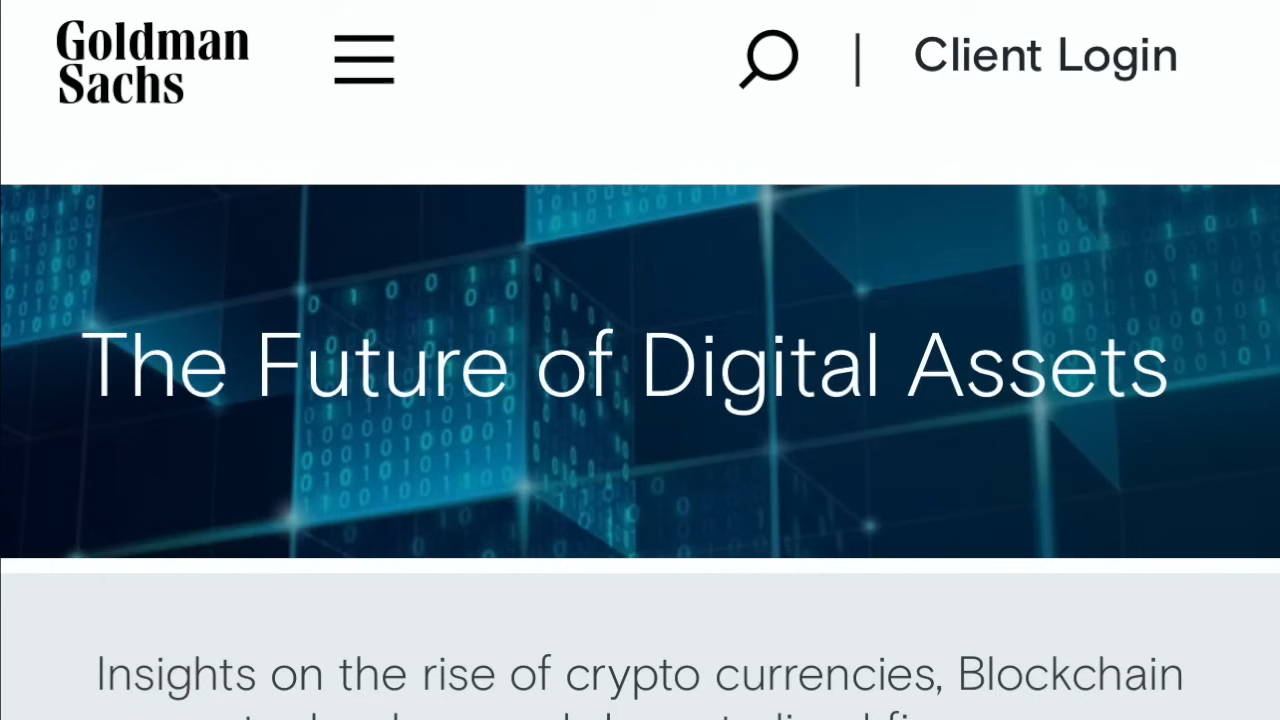 Goldman
Sachs
| Client Login
The Future of Digital Assets
Insights on the rise of crypto currencies, Blockchain